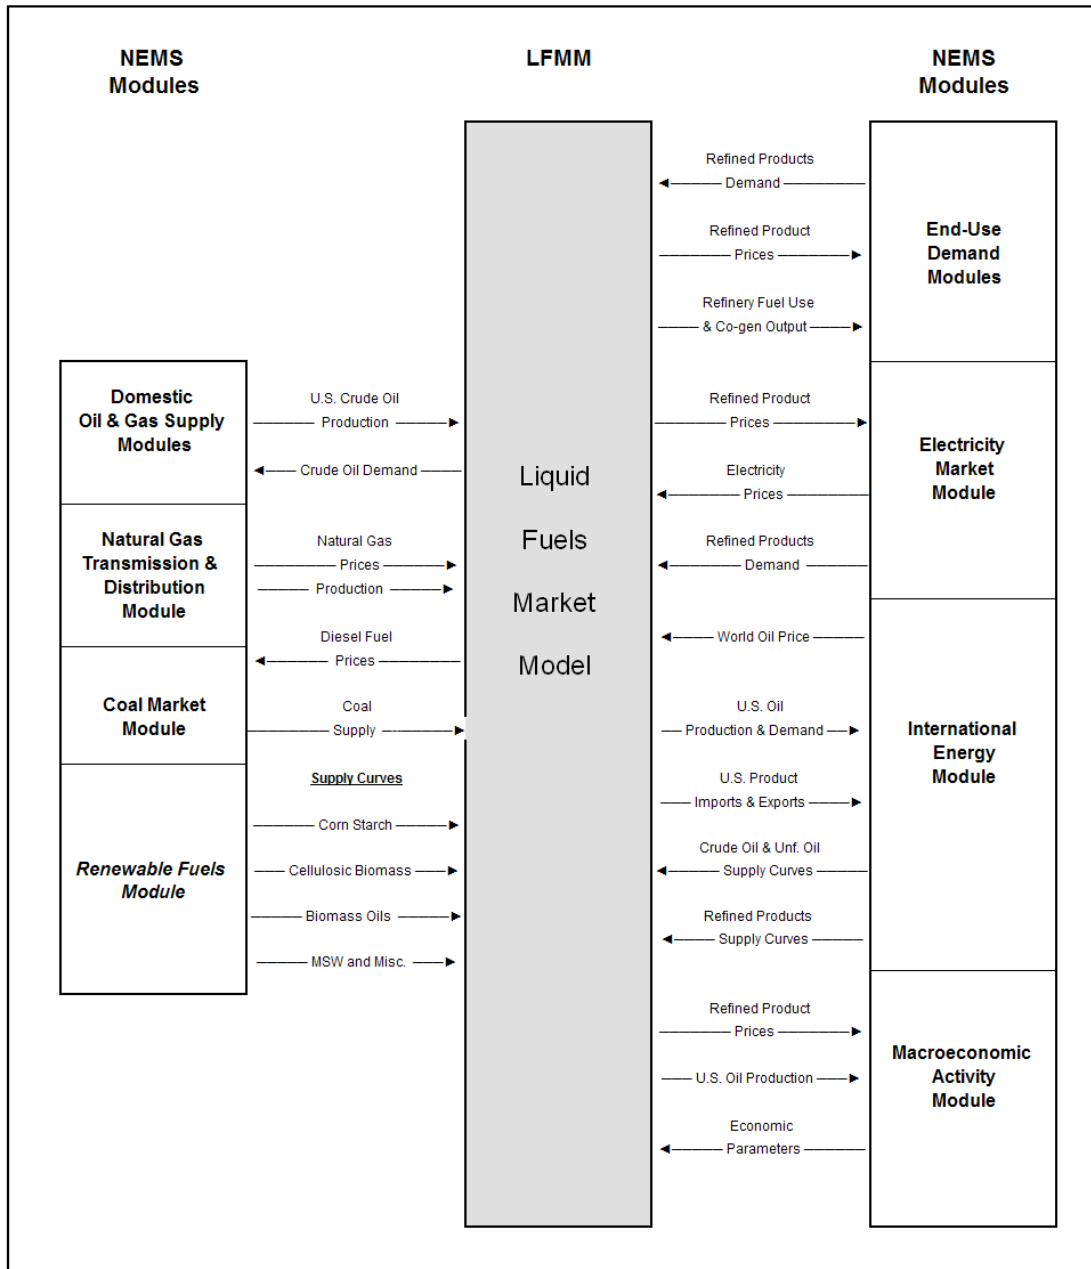 NEMS
Modules
LFMM
NEMS
Modules
Domestic
Oil & Gas Supply
Modules
Natural Gas
Transmission &
Distribution
Module
Coal Market
Module
Renewable Fuels
Module
U.S. Crude Oil
Production
Crude Oil Demand
Natural Gas
Prices
Production
Diesel Fuel
Prices
Coal
Supply
Supply Curves
Corn Starch
Cellulosic Biomass
Biomass Oils
MSW and Misc.
Liquid
Fuels
Market
Model
Refined Products
Demand
Refined Product
Prices
Refinery Fuel Use
& Co-gen Output
Refined Product
Prices
Electricity
Prices
Refined Products
Demand
World Oil Price
U.S. Oil
Production & Demand
U.S. Product
Imports & Exports
Crude Oil & Unf. Oil
Supply Curves
Refined Products
Supply Curves
Refined Product
Prices
U.S. Oil Production
Economic
Parameters
End-Use
Demand
Modules
Electricity
Market
Module
International
Energy
Module
Macroeconomic
Activity
Module